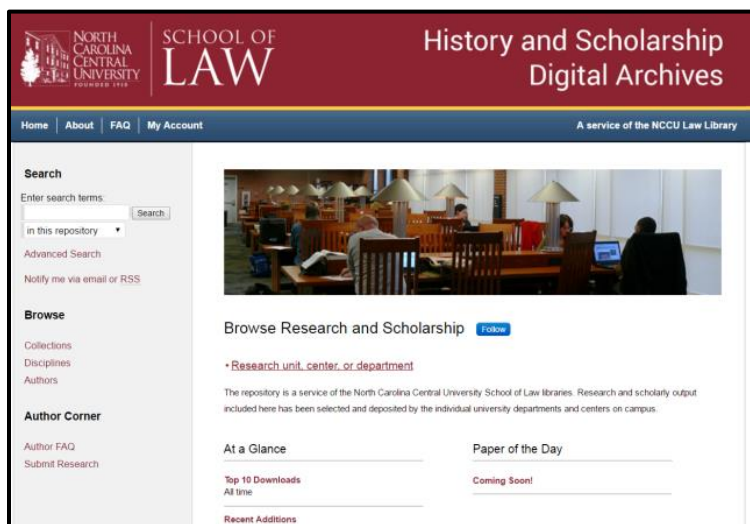 NORTH
CAROLINA
CENTRAL
UNIVERSITY
FOUNDED 1910
SCHOOL OF
LAW
History and Scholarship
Digital Archives
Home
About
FAQ
My Account
A service of the NCCU Law Library
Search
Enter search terms:
Search
in this repository
Advanced Search
Notify me via email or RSS
Browse
Collections
Disciplines
Authors
Author Corner
Author FAQ
Submit Research
Browse Research and Scholarship
Follow
Research unit, center, or department
The repository is a service of the North Carolina Central University School of Law libraries. Research and scholarly output
included here has been selected and deposited by the individual university departments and centers on campus.
At a Glance
Top 10 Downloads
All time
Recent Additions
Paper of the Day
Coming Soon!